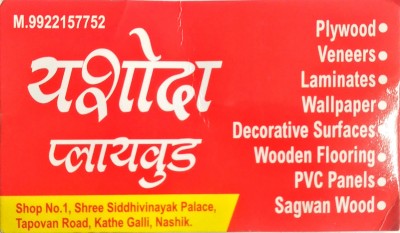 M.9922157752
यशोदा
प्लायवुड
Shop No.1, Shree Siddhivinayak Palace,
Tapovan Road, Kathe Galli, Nashik.
Plywood
Veneers
Laminates
Wallpaper
Decorative Surfaces
Wooden Flooring
PVC Panels
Sagwan Wood